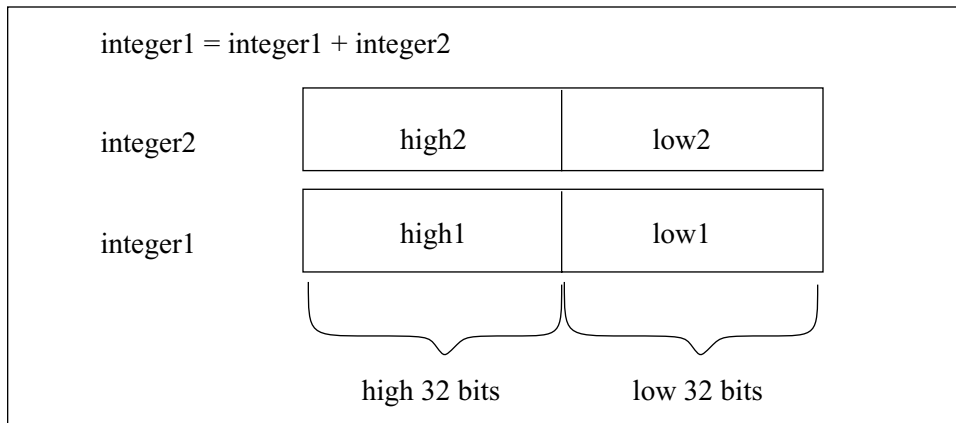 integer1 = integer1 + integer2
integer2 high2 low2
integer1 high1 low1
high 32 bits low 32 bits